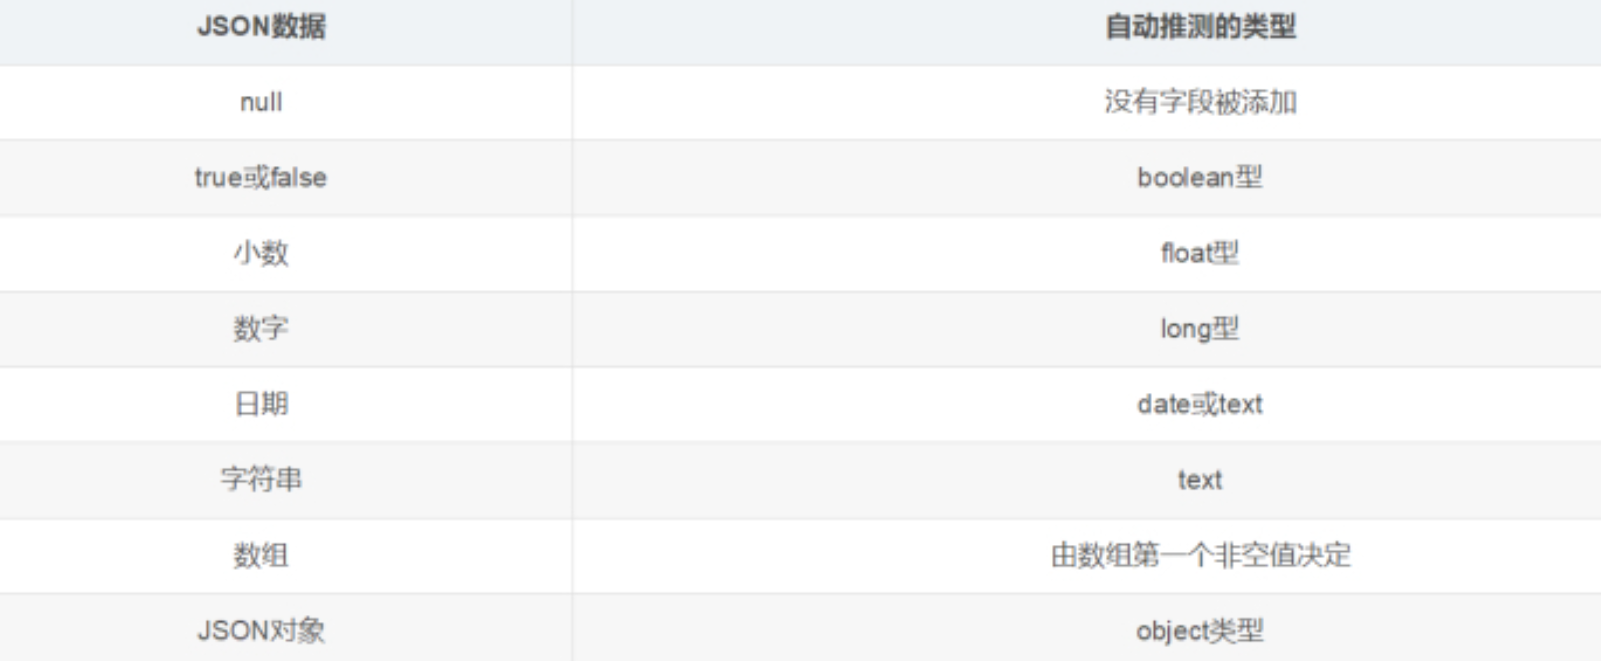 JSON数据 自动推测的类型
null 没有字段被添加
true或false boolean型
小数 float型
数字 long型
日期 date或text
字符串 text
数组 由数组第一个非空值决定
JSON对象 object类型